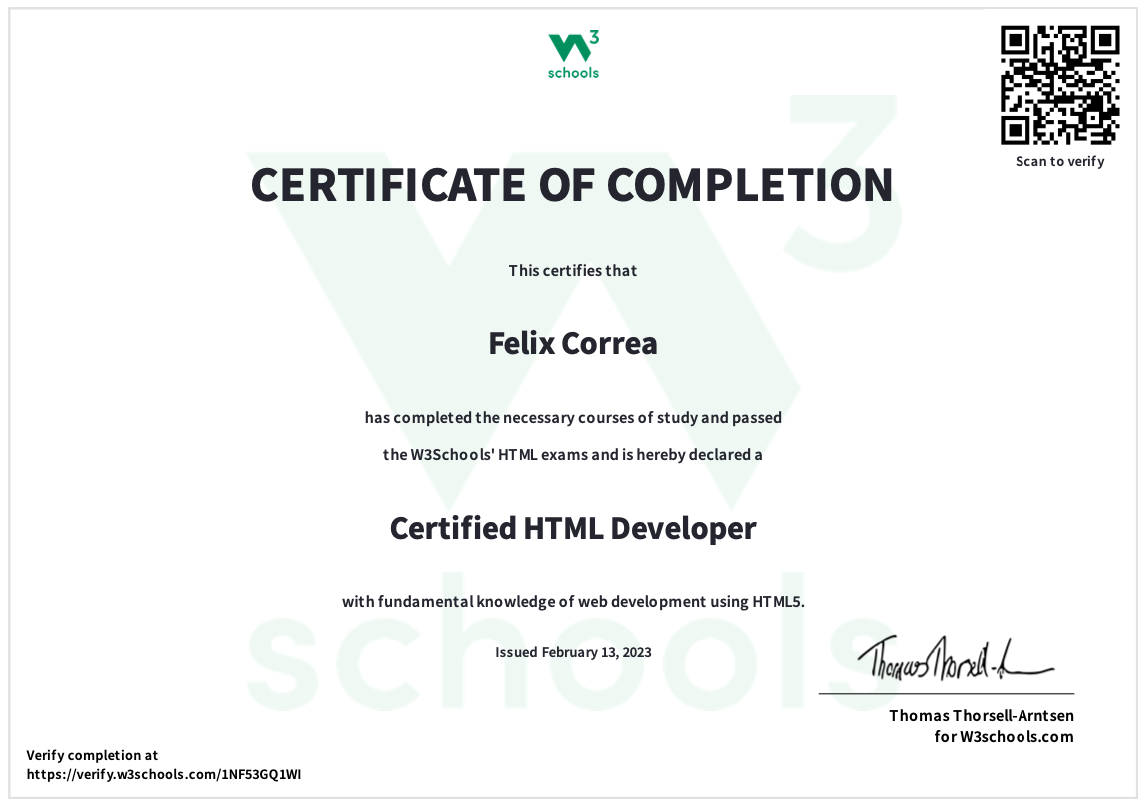 W3
schools
Scan to verify
CERTIFICATE OF COMPLETION
This certifies that
Felix Correa
has completed the necessary courses of study and passed
the W3Schools' HTML exams and is hereby declared a
Certified HTML Developer
with fundamental knowledge of web development using HTML5.
Issued February 13, 2023
Thomas Thorsell-Arntsen
for W3schools.com
Verify completion at
https://verify.w3schools.com/1NF53GQ1WI